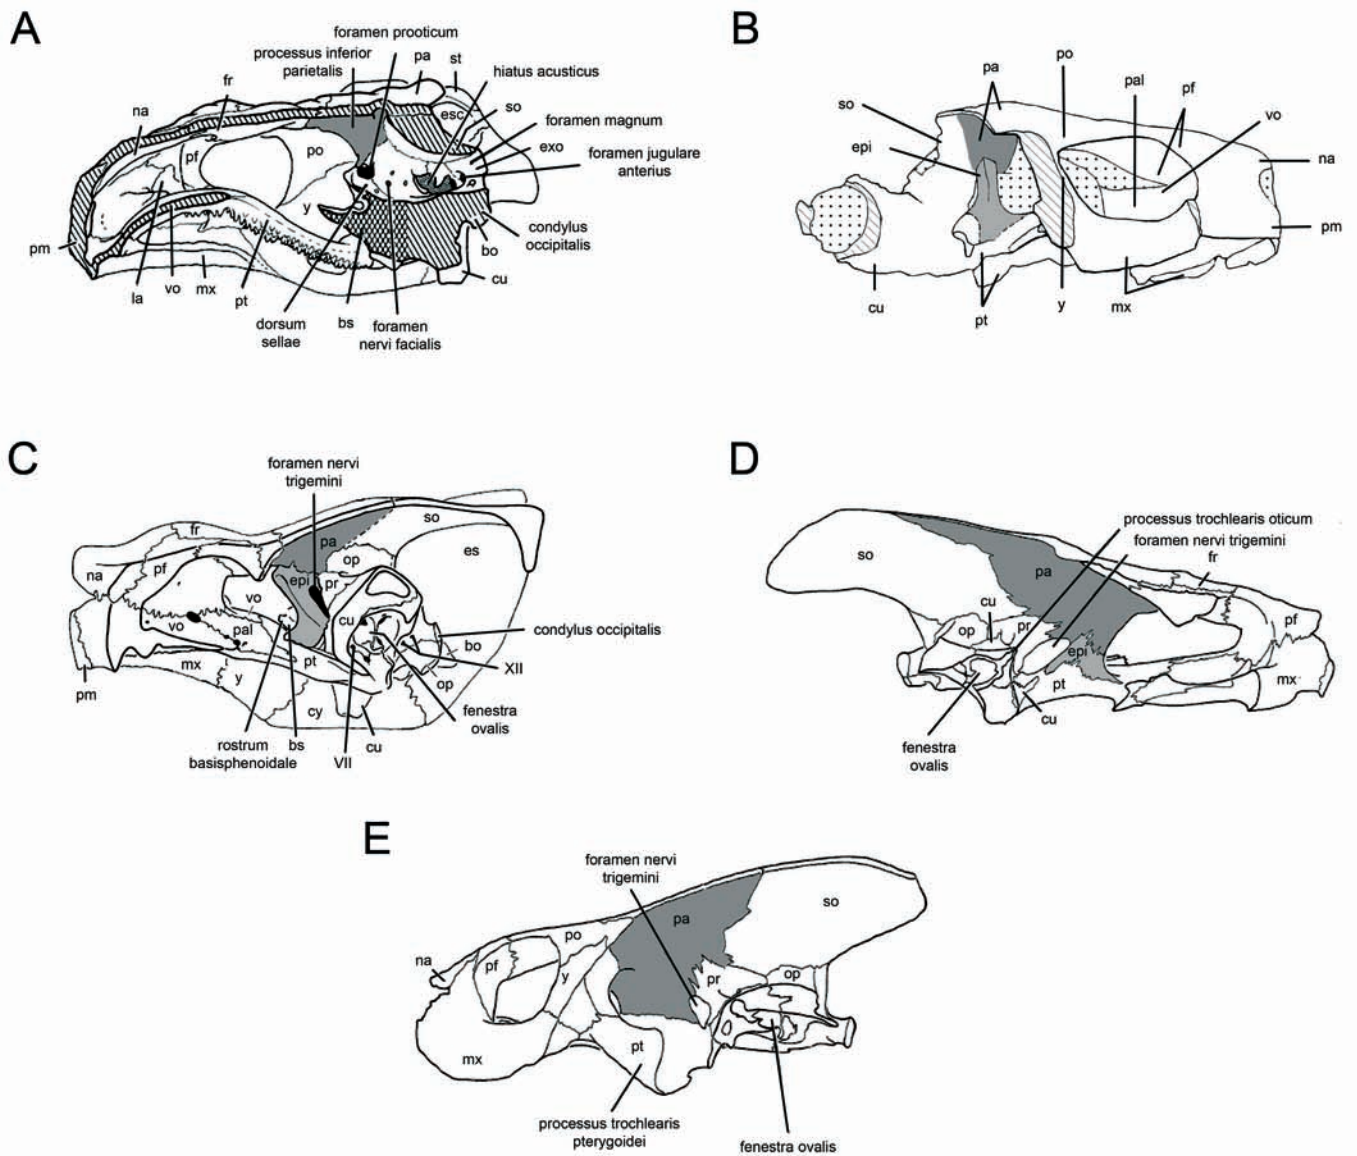 A
foramen prooticum
processus inferior
parietalis
pa
st
hiatus acusticus
fr
esc
so
na
foramen magnum
exo
pf
po
foramen jugulare
anterius
y
pm
condylus
occipitalis
bo
cu
la
vo
mx
pt
dorsum
sellae
bs
foramen
nervi facialis
B
po
pa
pal
pf
so
vo
epi
na
pm
cu
pt
y
mx
C
foramen nervi
trigemini
fr
so
pa
op
es
pf
na
epi
pr
vo
cu
vo
pal
condylus occipitalis
bo
XII
mx
pt
y
op
pm
cy
fenestra
ovalis
rostrum
basisphenoidale
bs
cu
VII
D
processus trochlearis oticum
foramen nervi trigemini
fr
so
pa
cu
op
pr
pf
epi
pt
mx
cu
fenestra
ovalis
E
foramen nervi
trigemini
so
pa
po
na
pf
y
pr
op
pt
mx
processus trochlearis
pterygoidei
fenestra ovalis